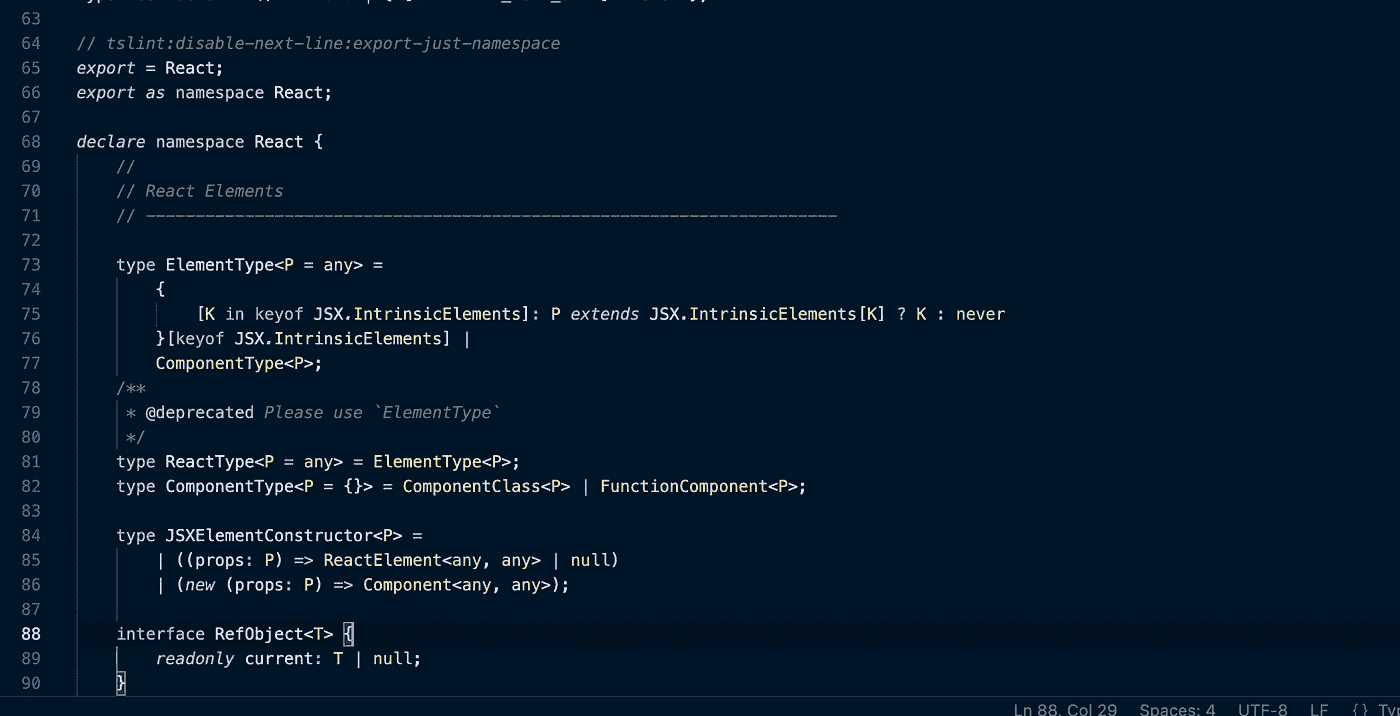 63
64 // tslint:disable-next-line:export-just-namespace
65 export = React;
66 export as namespace React;
67
68 declare namespace React {
69     //
70     // React Elements
71     // ----------------------------------------------------------------------
72
73     type ElementType<P = any> =
74         {
75             [K in keyof JSX.IntrinsicElements]: P extends JSX.IntrinsicElements[K] ? K : never
76         }[keyof JSX.IntrinsicElements] |
77         ComponentType<P>;
78     /**
79      * @deprecated Please use `ElementType`
80      */
81     type ReactType<P = any> = ElementType<P>;
82     type ComponentType<P = {}> = ComponentClass<P> | FunctionComponent<P>;
83
84     type JSXElementConstructor<P> =
85         | ((props: P) => ReactElement<any, any> | null)
86         | (new (props: P) => Component<any, any>);
87
88     interface RefObject<T> {
89         readonly current: T | null;
90     }
Ln 88, Col 29 Spaces: 4 UTF-8 LF {}